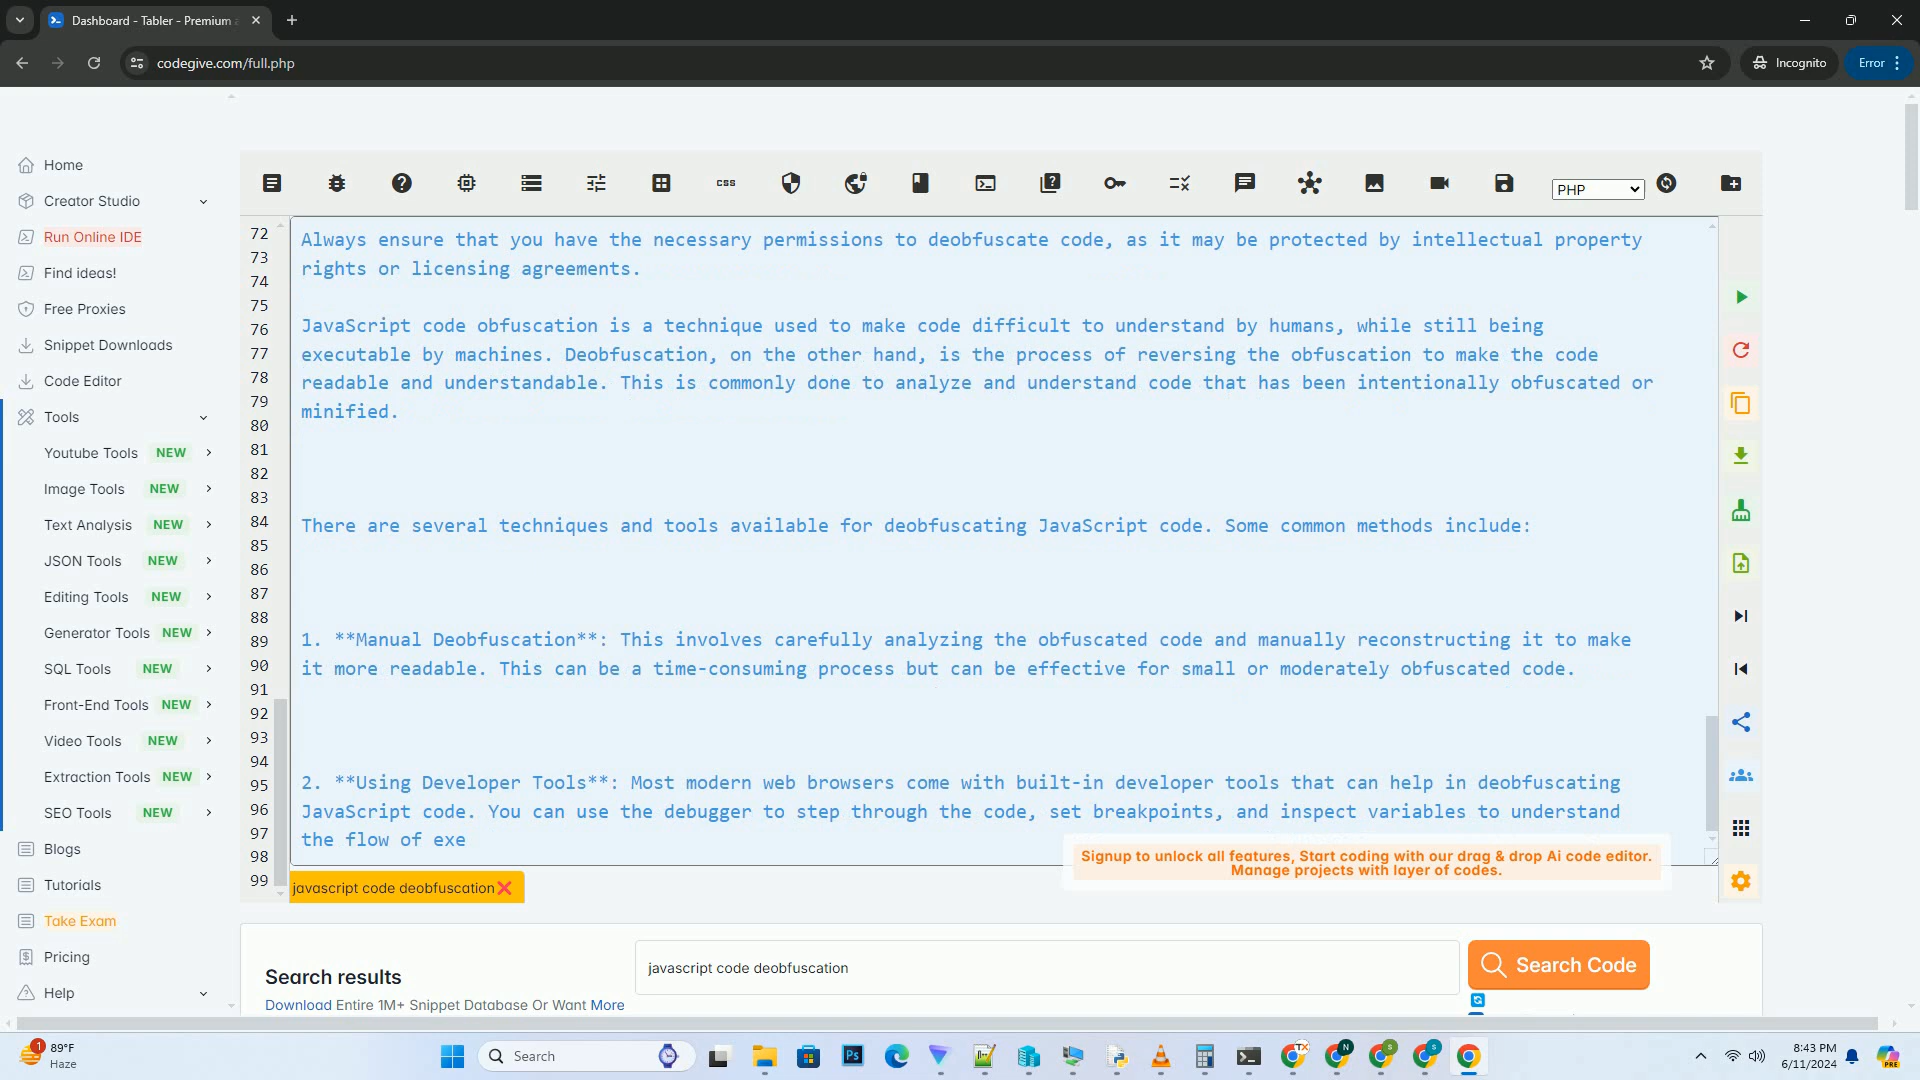 Dashboard - Tabler - Premium
codegive.com/full.php
Incognito
Error
Home
Creator Studio
Run Online IDE
Find ideas!
Free Proxies
Snippet Downloads
Code Editor
Tools
Youtube Tools NEW
Image Tools NEW
Text Analysis NEW
JSON Tools NEW
Editing Tools NEW
Generator Tools NEW
SQL Tools NEW
Front-End Tools NEW
Video Tools NEW
Extraction Tools NEW
SEO Tools NEW
Blogs
Tutorials
Take Exam
Pricing
Help
css
PHP
72
73
74
75
76
77
78
79
80
81
82
83
84
85
86
87
88
89
90
91
92
93
94
95
96
97
98
99
Always ensure that you have the necessary permissions to deobfuscate code, as it may be protected by intellectual property
rights or licensing agreements.
JavaScript code obfuscation is a technique used to make code difficult to understand by humans, while still being
executable by machines. Deobfuscation, on the other hand, is the process of reversing the obfuscation to make the code
readable and understandable. This is commonly done to analyze and understand code that has been intentionally obfuscated or
minified.
There are several techniques and tools available for deobfuscating JavaScript code. Some common methods include:
1. **Manual Deobfuscation**: This involves carefully analyzing the obfuscated code and manually reconstructing it to make
it more readable. This can be a time-consuming process but can be effective for small or moderately obfuscated code.
2. **Using Developer Tools**: Most modern web browsers come with built-in developer tools that can help in deobfuscating
JavaScript code. You can use the debugger to step through the code, set breakpoints, and inspect variables to understand
the flow of exe
Signup to unlock all features, Start coding with our drag & drop Ai code editor.
Manage projects with layer of codes.
javascript code deobfuscation
Search results
Download Entire 1M+ Snippet Database Or Want More
javascript code deobfuscation
Search Code
1
89°F
Haze
Search
Ps
TX
N
S
S
8:43 PM
6/11/2024
PRE